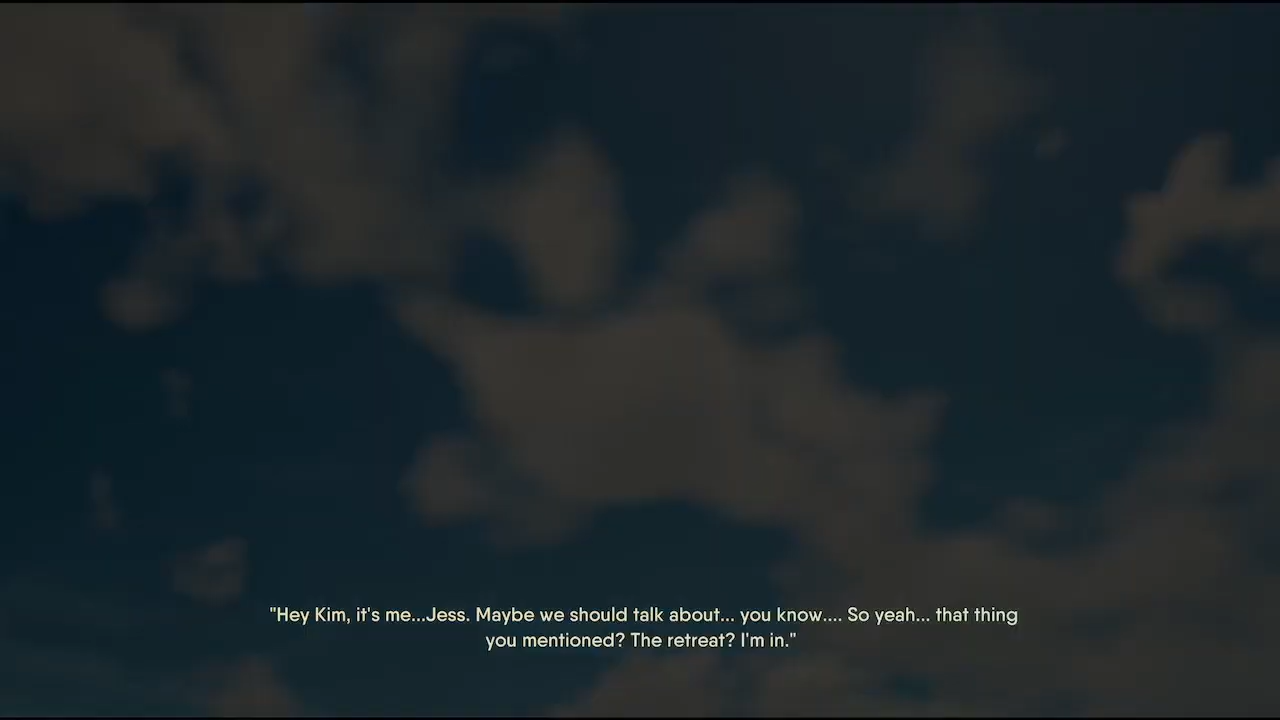 "Hey Kim, it's me...Jess. Maybe we should talk about... you know.... So yeah... that thing
you mentioned? The retreat? I'm in."